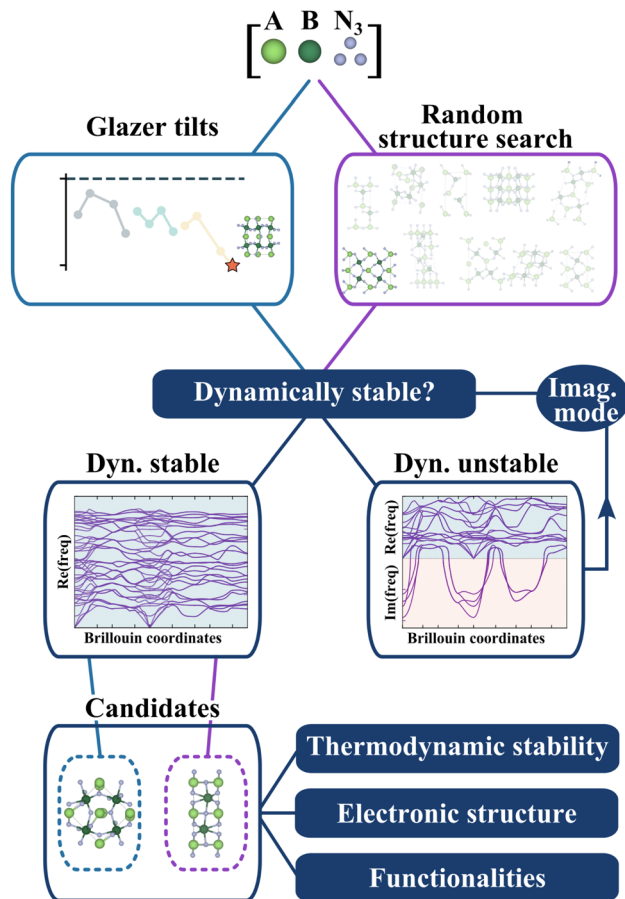 A B N3
Glazer tilts
Random
structure search
Dynamically stable?
Imag.
mode
Dyn. stable
Dyn. unstable
Re(freq)
Brillouin coordinates
Re(freq)
Im(freq)
Brillouin coordinates
Candidates
Thermodynamic stability
Electronic structure
Functionalities